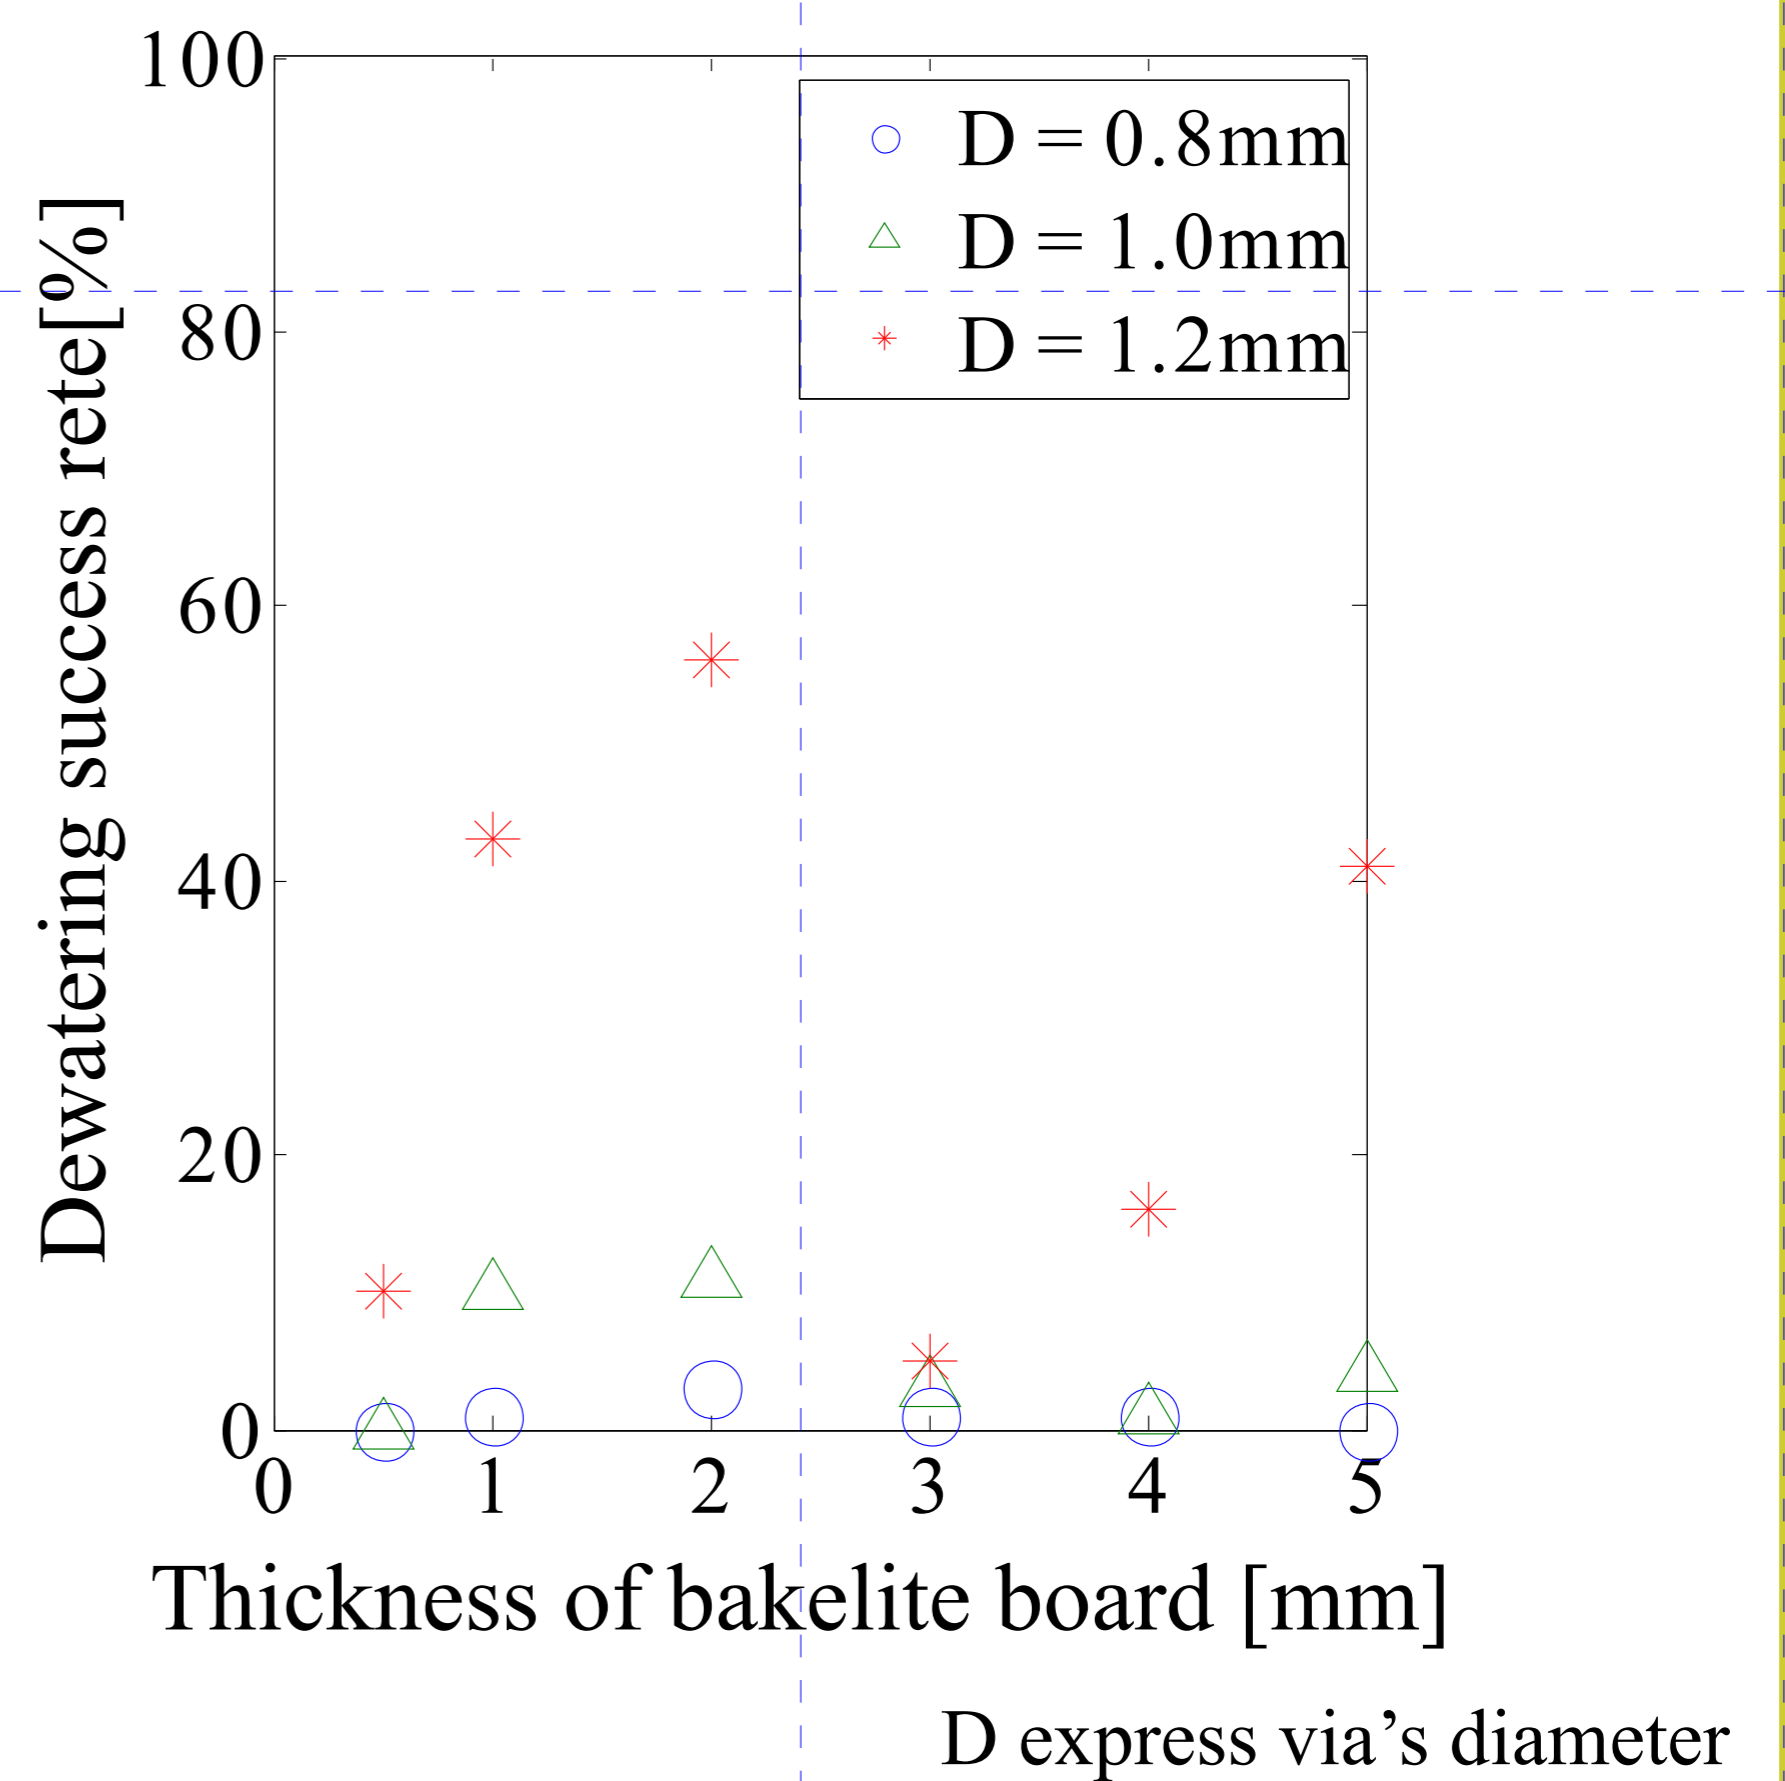 Dewatering success rete[%]
100
80
60
40
20
0
D = 0.8mm
D = 1.0mm
D = 1.2mm
0 1 2 3 4 5
Thickness of bakelite board [mm]
D express via’s diameter